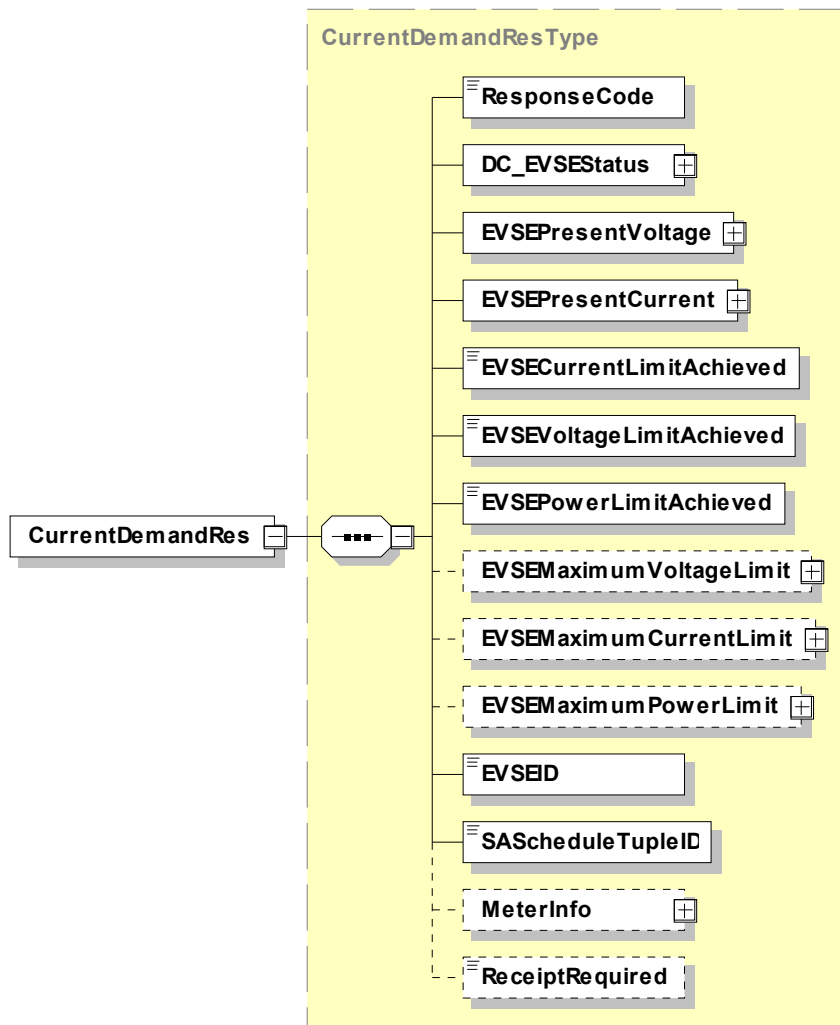 CurrentDemandResType
ResponseCode
DC_EVSEStatus
EVSEPresentVoltage
EVSEPresentCurrent
EVSECurrentLimitAchieved
EVSEVoltageLimitAchieved
EVSEPowerLimitAchieved
CurrentDemandRes
EVSEMaximumVoltageLimit
EVSEMaximumCurrentLimit
EVSEMaximumPowerLimit
EVSEID
SAScheduleTupleID
MeterInfo
ReceiptRequired